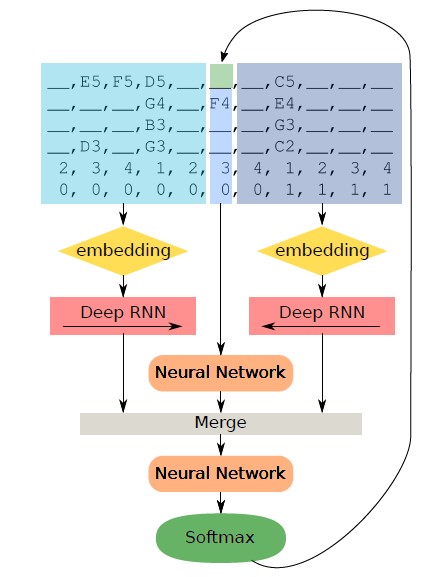 __,E5,F5,D5,__,__,__,C5,__,__,__
__,__,__,G4,__,F4,__,E4,__,__,__
__,__,__,B3,__,__,__,G3,__,__,__
__,D3,__,G3,__,__,__,C2,__,__,__
2, 3, 4, 1, 2, 3, 4, 1, 2, 3, 4
0, 0, 0, 0, 0, 0, 0, 1, 1, 1, 1
embedding
embedding
Deep RNN
Deep RNN
Neural Network
Merge
Neural Network
Softmax